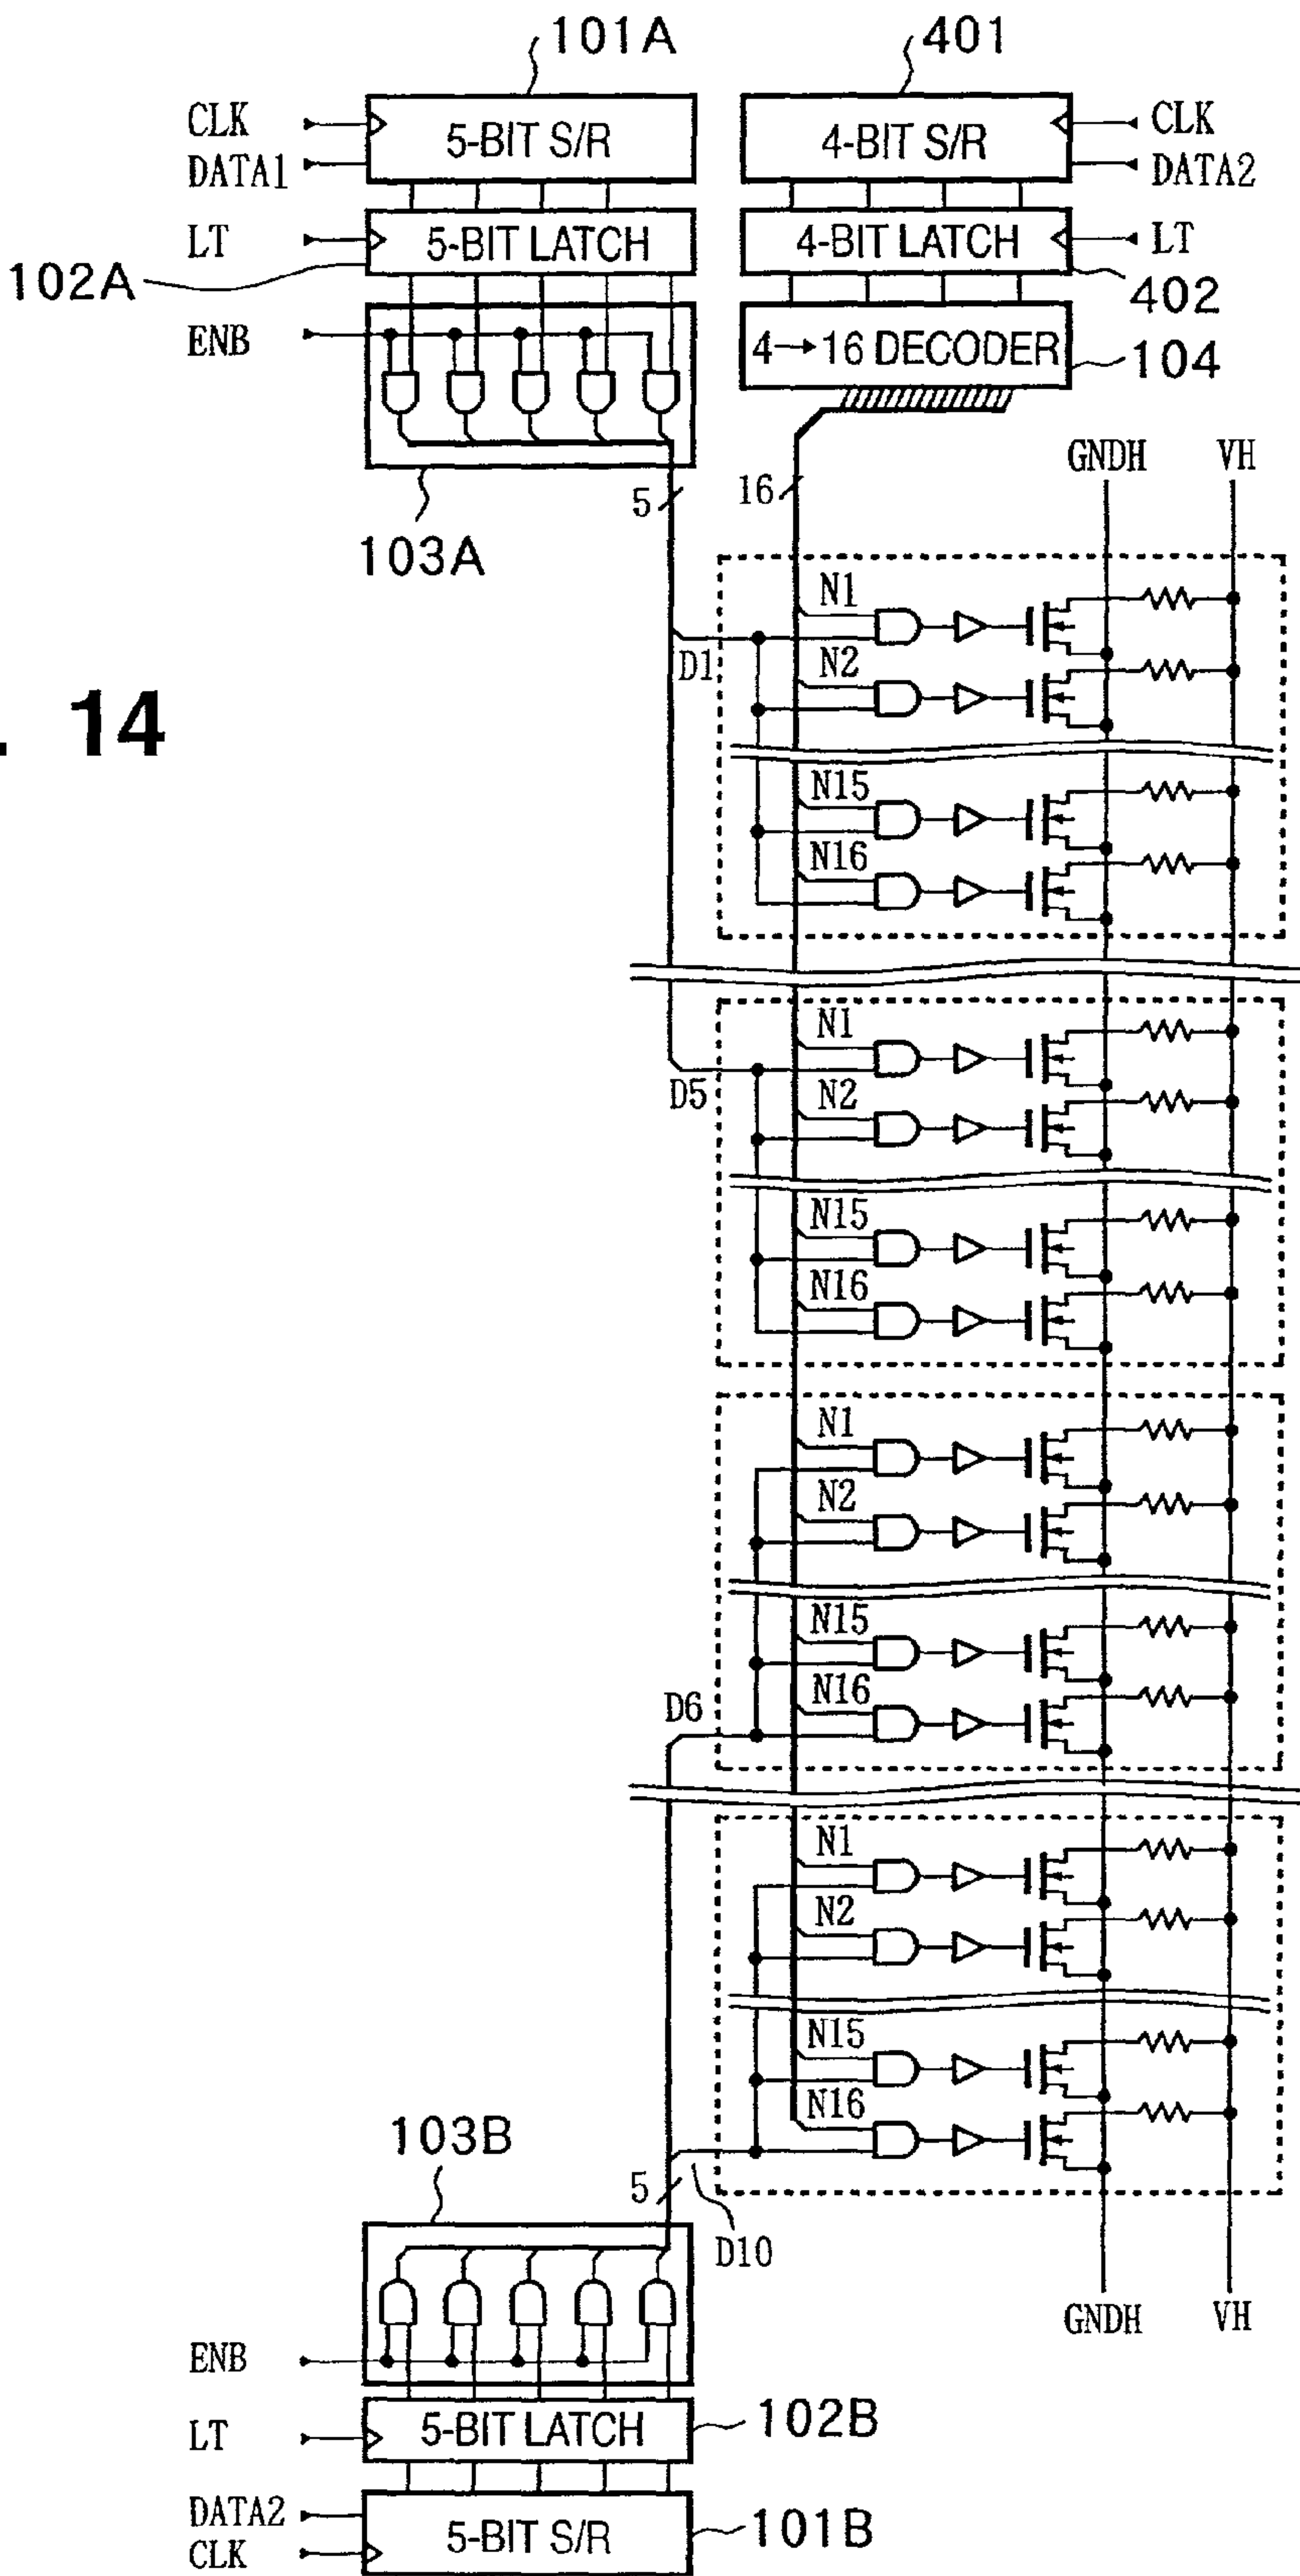 101A
401
CLK
5-BIT S/R
4-BIT S/R
CLK
DATA1
DATA2
LT
5-BIT LATCH
4-BIT LATCH
LT
102A
402
ENB
4→16 DECODER
104
GNDH
VH
5
16
103A
N1
D1
N2
. 14
N15
N16
N1
D5
N2
N15
N16
N1
N2
N15
N16
D6
N1
N2
N15
N16
103B
5
D10
GNDH
VH
ENB
LT
5-BIT LATCH
102B
DATA2
5-BIT S/R
101B
CLK